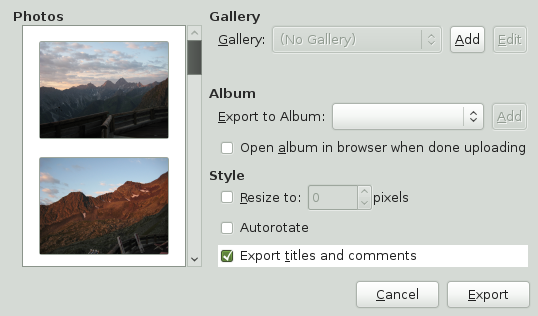 Photos
Gallery
Gallery: (No Gallery) Add Edit
Album
Export to Album: Add
Open album in browser when done uploading
Style
Resize to: 0 pixels
Autorotate
Export titles and comments
Cancel Export